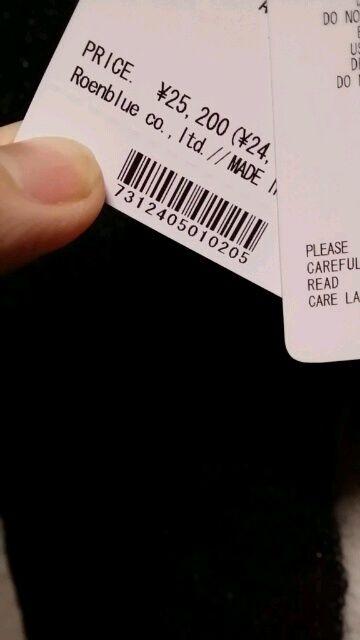 PRICE. ¥25,200(¥24,
Roenblue co.,ltd.//MADE
7312405010205
DO NO
DO
PLEASE
CAREFUL
READ
CARE LA